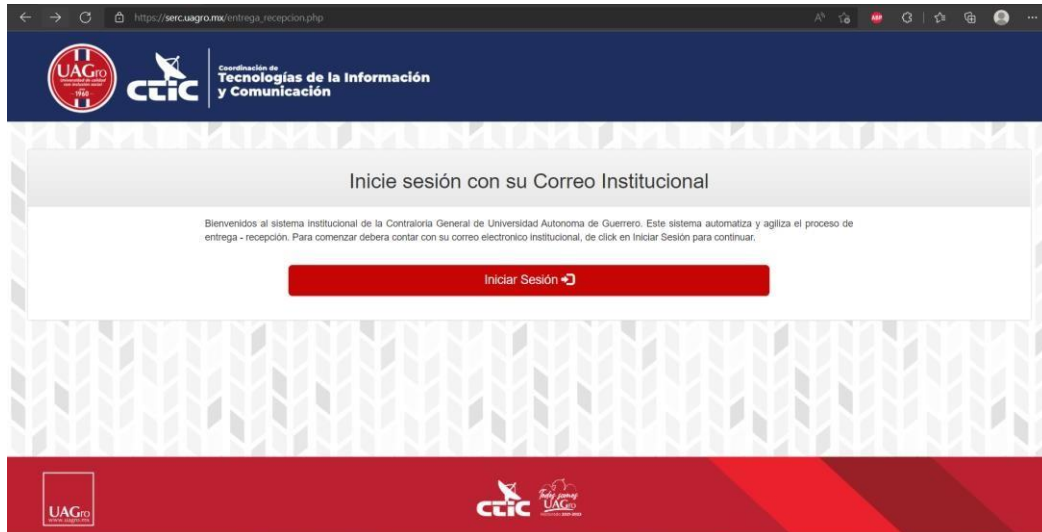 https://serc.uagro.mx/entrega_recepcion.php
UAGro
1960
CTIC
Coordinación de
Tecnologías de la Información
y Comunicación
Inicie sesión con su Correo Institucional
Bienvenidos al sistema institucional de la Contraloria General de Universidad Autonoma de Guerrero. Este sistema automatiza y agiliza el proceso de
entrega - recepción. Para comenzar debera contar con su correo electronico institucional, de click en Iniciar Sesión para continuar.
Iniciar Sesión
UAGro
www.uagro.mx
CTIC
Todos somos
UAGro